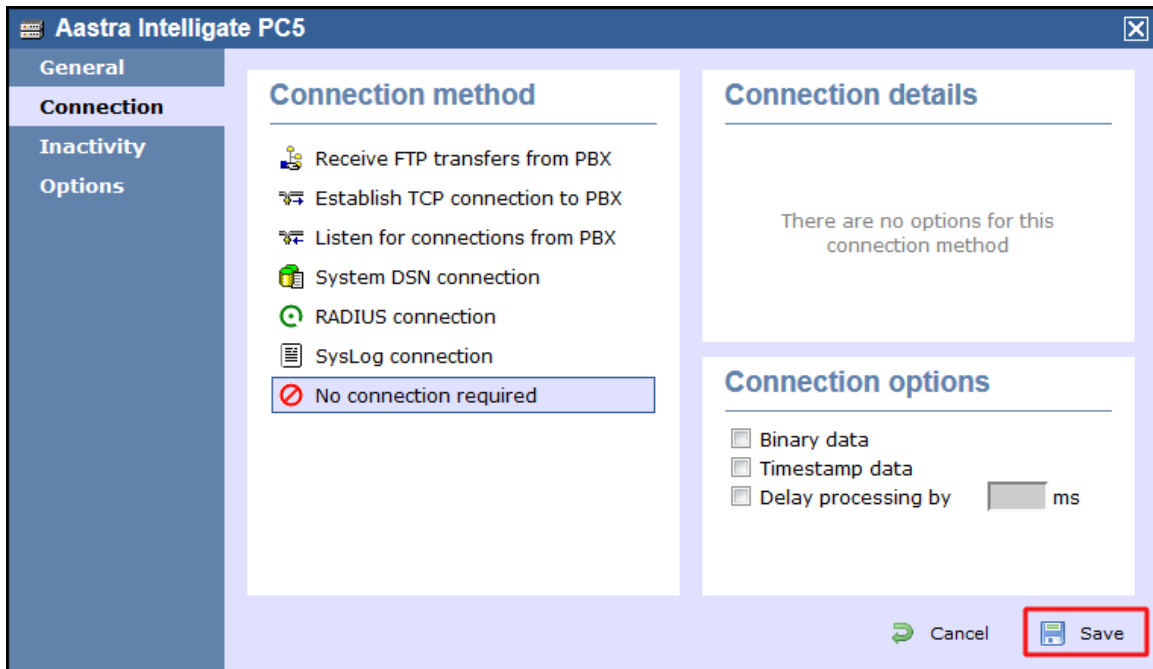 Aastra Intelligate PC5
General
Connection
Inactivity
Options
Connection method
Receive FTP transfers from PBX
Establish TCP connection to PBX
Listen for connections from PBX
System DSN connection
RADIUS connection
SysLog connection
No connection required
Connection details
There are no options for this
connection method
Connection options
Binary data
Timestamp data
Delay processing by ms
Cancel
Save